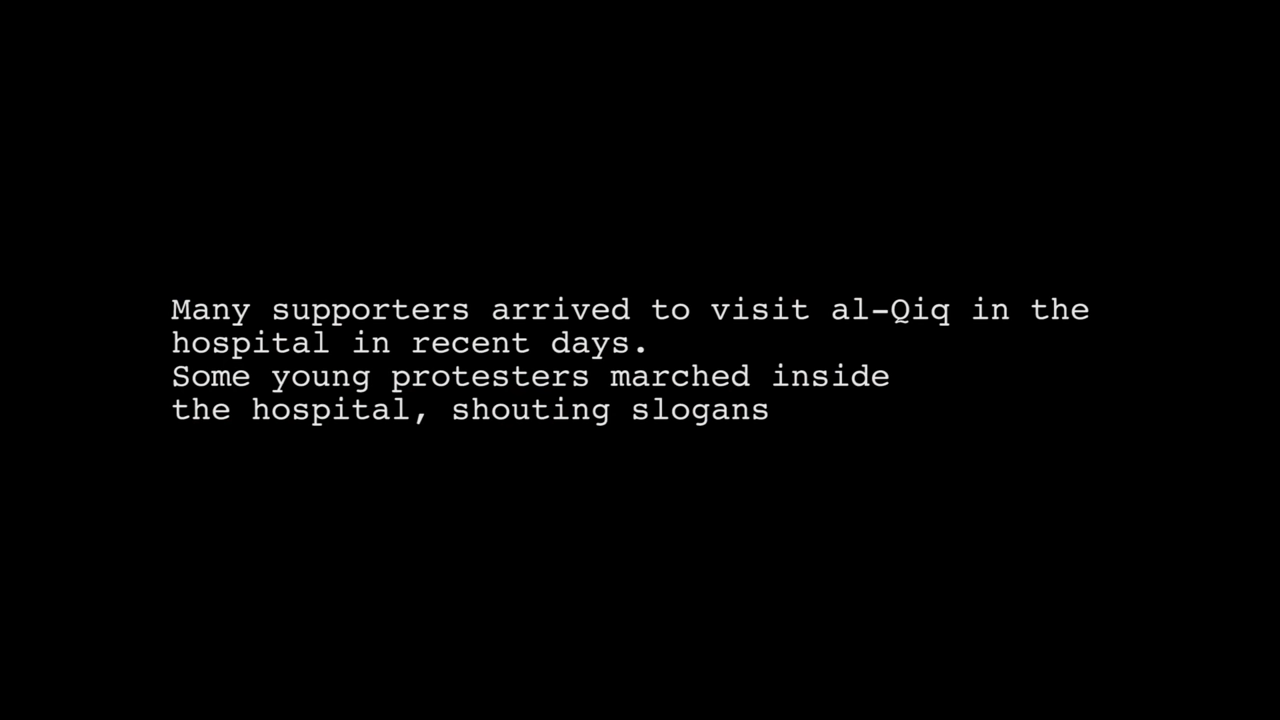 Many supporters arrived to visit al-Qiq in the
hospital in recent days.
Some young protesters marched inside
the hospital, shouting slogans